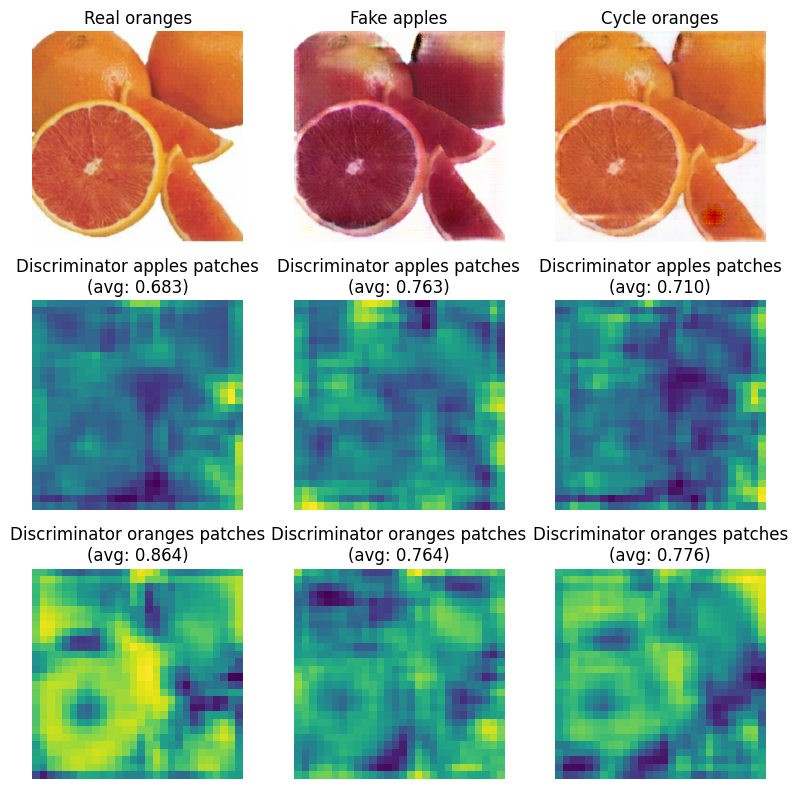 Real oranges
Fake apples
Cycle oranges
Discriminator apples patches
(avg: 0.683)
Discriminator apples patches
(avg: 0.763)
Discriminator apples patches
(avg: 0.710)
Discriminator oranges patches
(avg: 0.864)
Discriminator oranges patches
(avg: 0.764)
Discriminator oranges patches
(avg: 0.776)